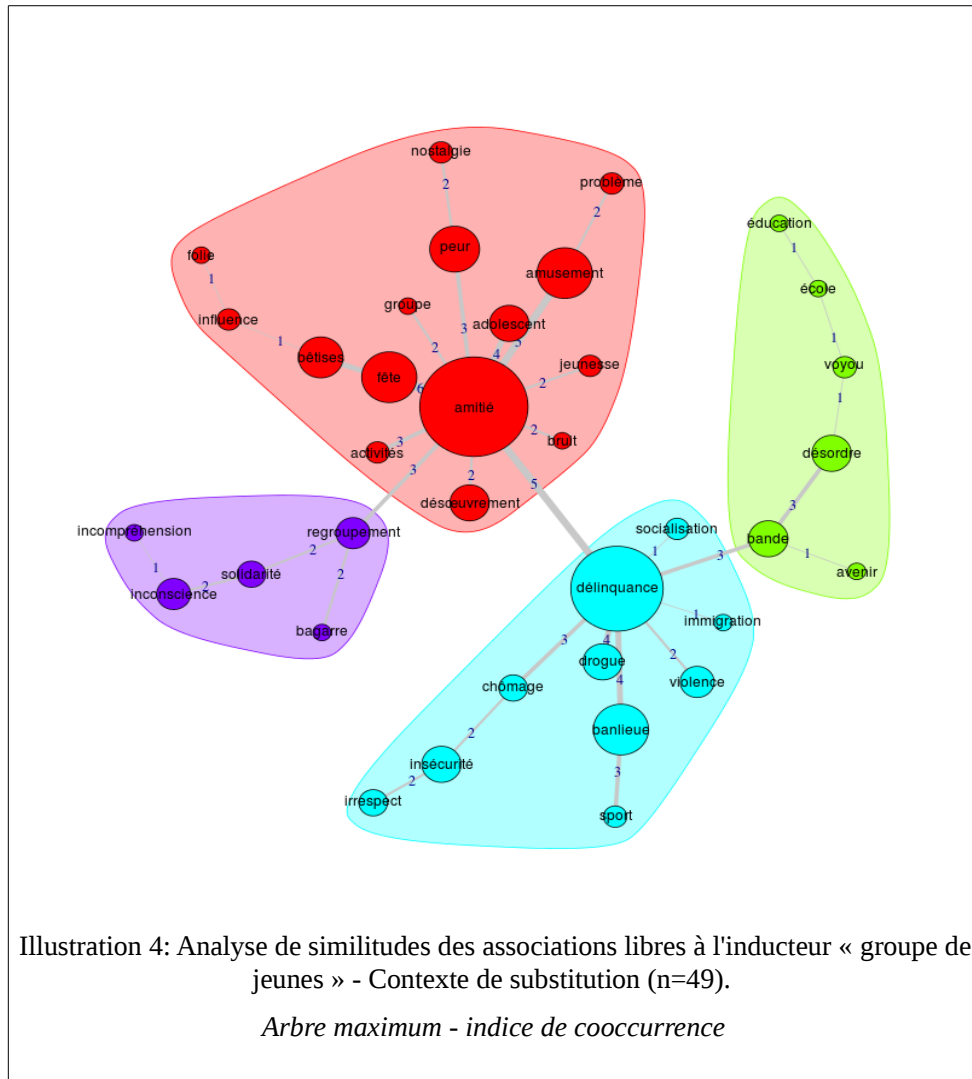 nostalgie
probleme
2
2
éducation
peur
folie
amusement
1
1
groupe
école
influence
adolescent
3
5
1
2
4
1
bêtises
jeunesse
voyou
fête
2
6
amitié
1
2
bruit
activités
3
désordre
3
2
5
3
désœuvrement
incompréhension
regroupement
socialisation
bande
2
1
3
1
1
solidarité
avenir
2
délinquance
inconscience
2
1
immigration
bagarre
3
4
2
drogue
violence
chômage
4
2
banlieue
insécurité
2
3
irrespect
sport
Illustration 4: Analyse de similitudes des associations libres à l'inducteur « groupe de
jeunes » - Contexte de substitution (n=49).
Arbre maximum - indice de cooccurrence